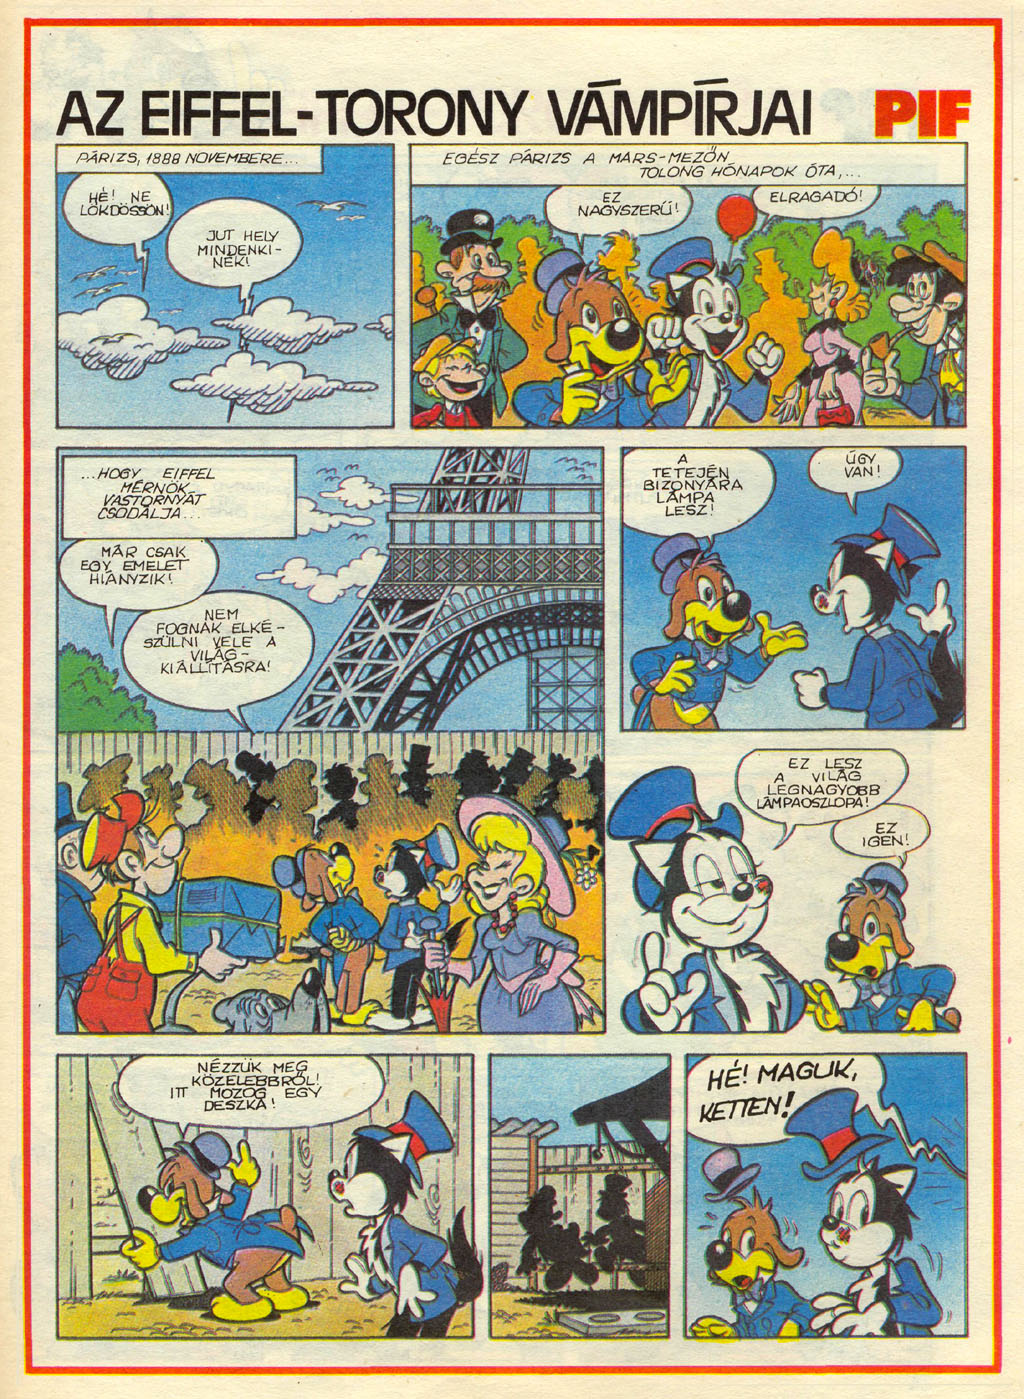 AZ EIFFEL-TORONY VÁMPÍRJAI
PIF
PÁRIZS, 1888 NOVEMBERE...
HÉ! NE
LÖKDÖSSÖN!
JUT HELY
MINDENKI-
NEK!
EGÉSZ PÁRIZS A MARS-MEZŐN
TOLONG HÓNAPOK ÓTA,...
EZ
NAGYSZERŰ!
ELRAGADÓ!
...HOGY EIFFEL
MÉRNÖK
VASTORNYÁT
CSODÁLJA...
MÁR CSAK
EGY EMELET
HIÁNYZIK!
NEM
FOGNAK ELKÉ-
SZÜLNI VELE A
VILÁG-
KIÁLLÍTÁSRA!
A
TETEJÉN
BIZONYÁRA
LÁMPA
LESZ!
ÚGY
VAN!
EZ LESZ
A VILÁG
LEGNAGYOBB
LÁMPAOSZLOPA!
EZ
IGEN!
NÉZZÜK MEG
KÖZELEBBRŐL!
ITT MOZOG EGY
DESZKA!
HÉ! MAGUK,
KETTEN!